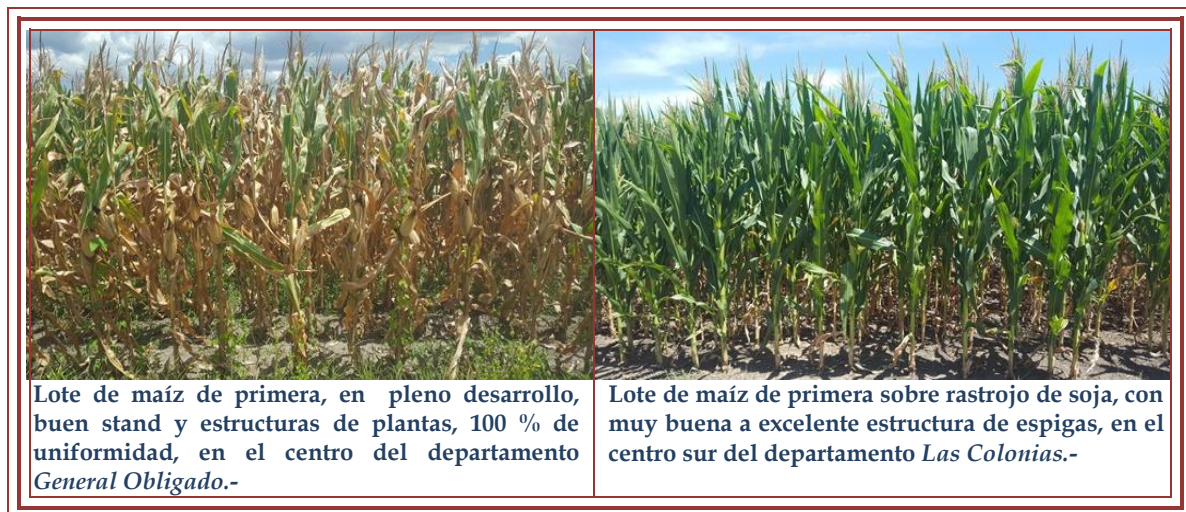 Lote de maíz de primera, en pleno desarrollo,
buen stand y estructuras de plantas, 100 % de
uniformidad, en el centro del departamento
General Obligado.-
Lote de maíz de primera sobre rastrojo de soja, con
muy buena a excelente estructura de espigas, en el
centro sur del departamento Las Colonias.-